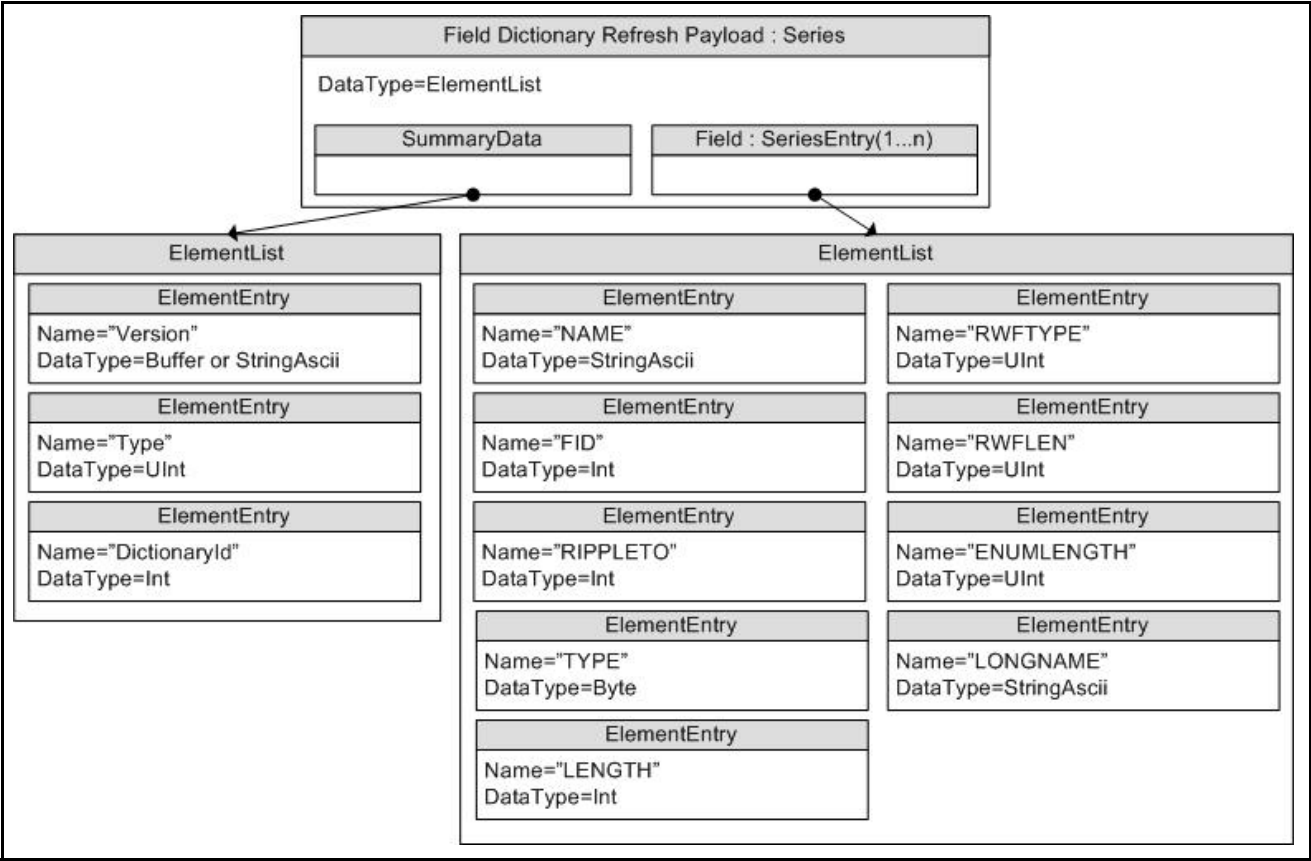 Field Dictionary Refresh Payload : Series
DataType=ElementList
SummaryData
Field : SeriesEntry(1...n)
ElementList
ElementEntry
Name=”Version”
DataType=Buffer or StringAscii
ElementEntry
Name=”Type”
DataType=UInt
ElementEntry
Name=”DictionaryId”
DataType=Int
ElementList
ElementEntry
Name=”NAME”
DataType=StringAscii
ElementEntry
Name=”FID”
DataType=Int
ElementEntry
Name=”RIPPLETO”
DataType=Int
ElementEntry
Name=”TYPE”
DataType=Byte
ElementEntry
Name=”LENGTH”
DataType=Int
ElementEntry
Name=”RWFTYPE”
DataType=UInt
ElementEntry
Name=”RWFLEN”
DataType=UInt
ElementEntry
Name=”ENUMLENGTH”
DataType=UInt
ElementEntry
Name=”LONGNAME”
DataType=StringAscii